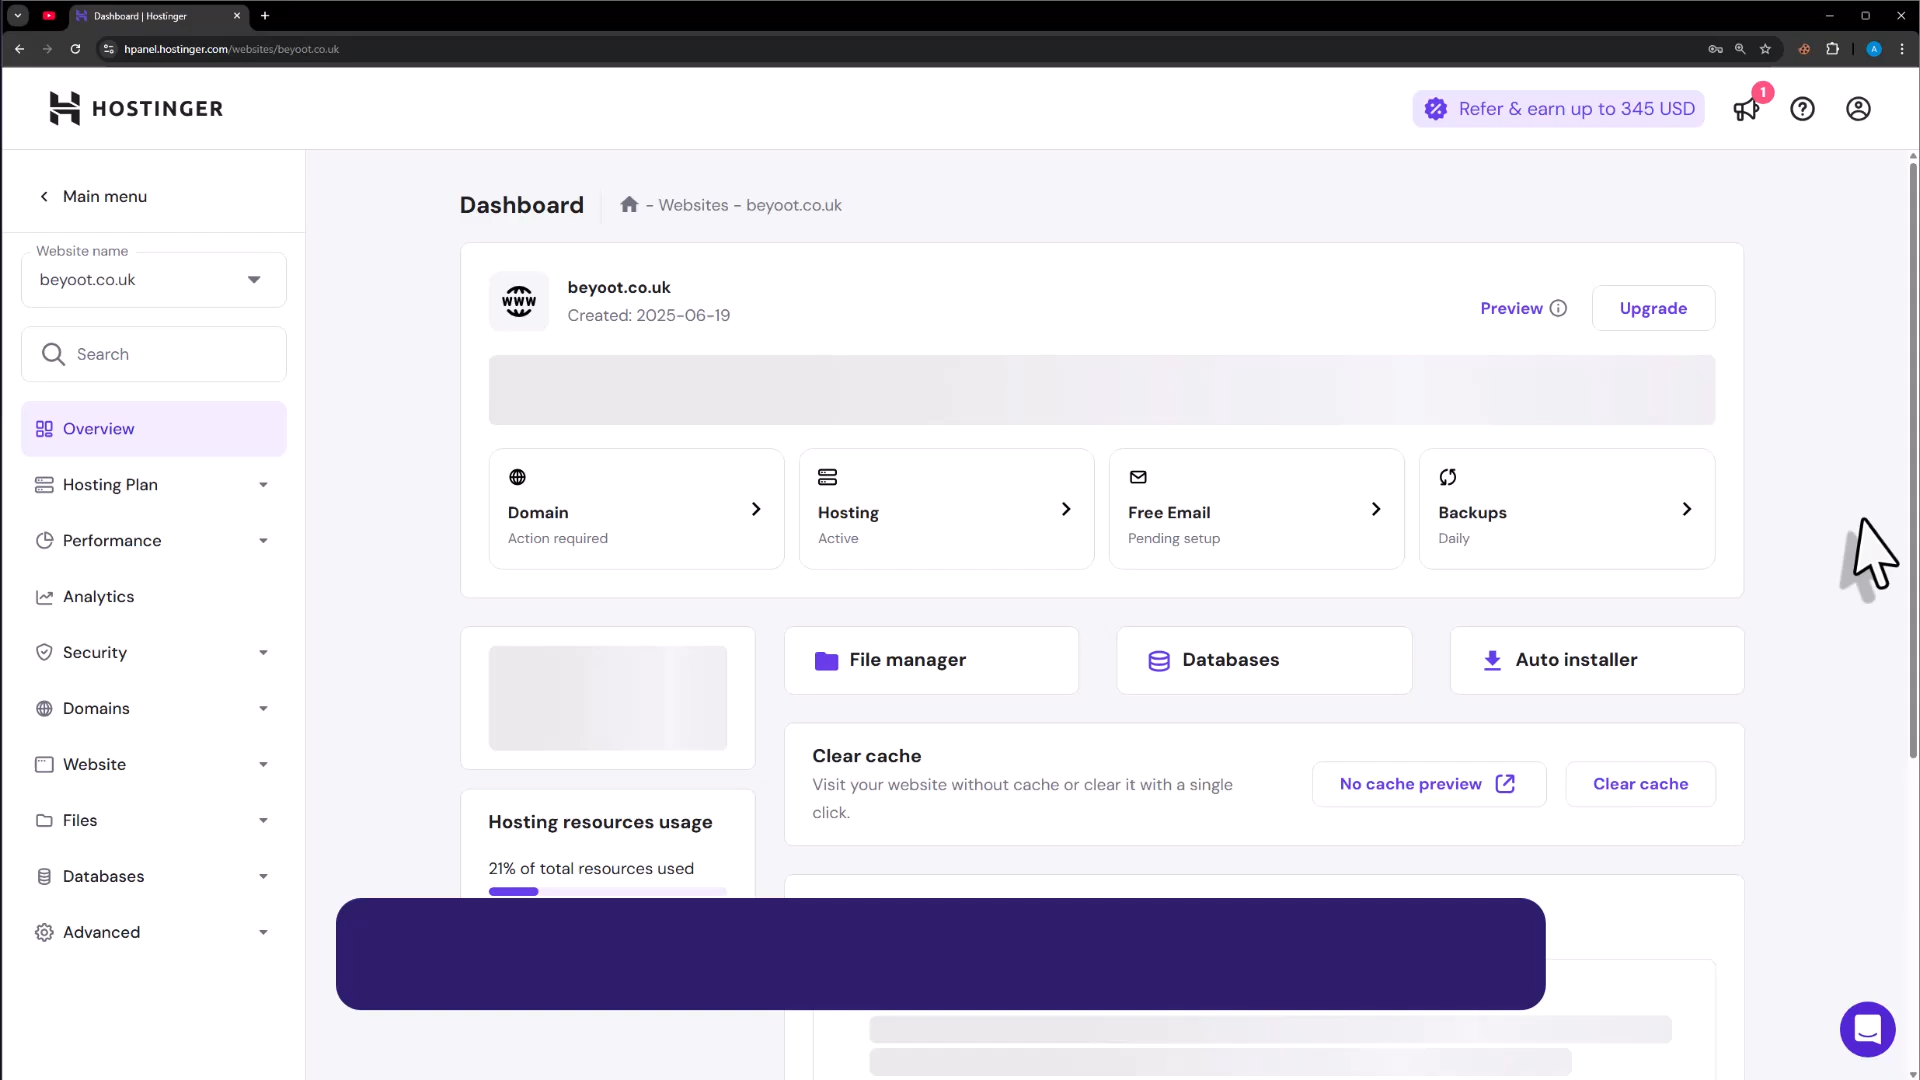 Dashboard | Hostinger
hpanel.hostinger.com/websites/beyoot.co.uk
A
HOSTINGER
Refer & earn up to 345 USD
1
Main menu
Website name
beyoot.co.uk
Search
Overview
Hosting Plan
Performance
Analytics
Security
Domains
Website
Files
Databases
Advanced
Dashboard
- Websites - beyoot.co.uk
www
beyoot.co.uk
Created: 2025-06-19
Preview
Upgrade
Domain
Action required
Hosting
Active
Free Email
Pending setup
Backups
Daily
File manager
Databases
Auto installer
Clear cache
Visit your website without cache or clear it with a single
click.
No cache preview
Clear cache
Hosting resources usage
21% of total resources used